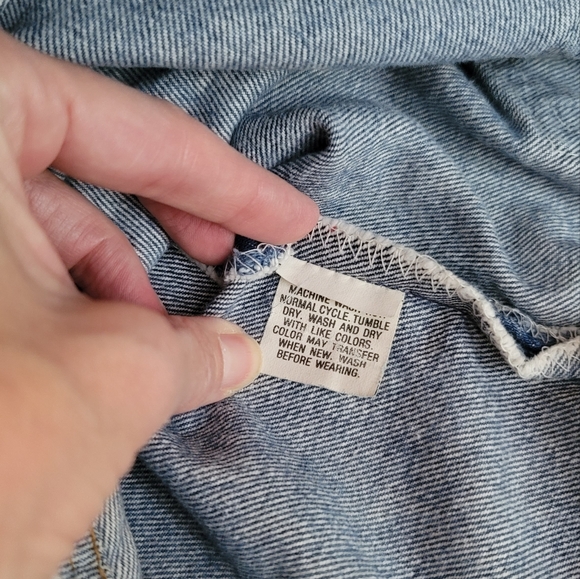 MACHINE WASH
NORMAL CYCLE. TUMBLE
DRY. WASH AND DRY
WITH LIKE COLORS.
COLOR MAY TRANSFER
WHEN NEW. WASH
BEFORE WEARING.